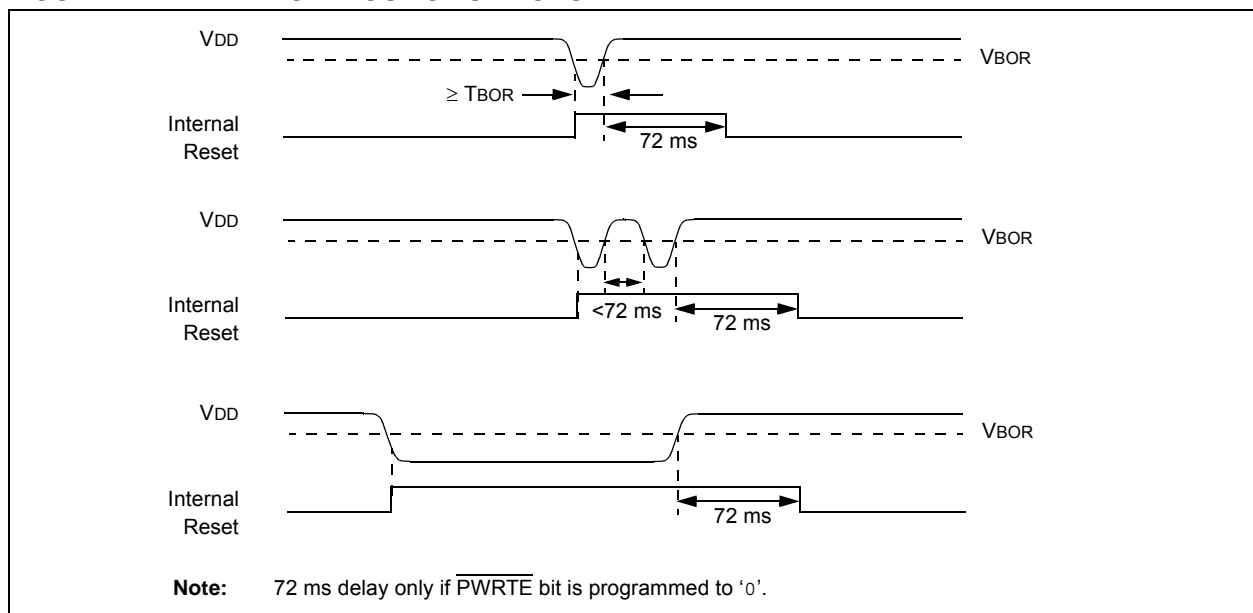 VDD
VBOR
≥ TBOR
Internal
Reset
72 ms
VDD
VBOR
Internal
Reset
<72 ms
72 ms
VDD
VBOR
Internal
Reset
72 ms
Note: 72 ms delay only if PWRTE bit is programmed to ‘0’.